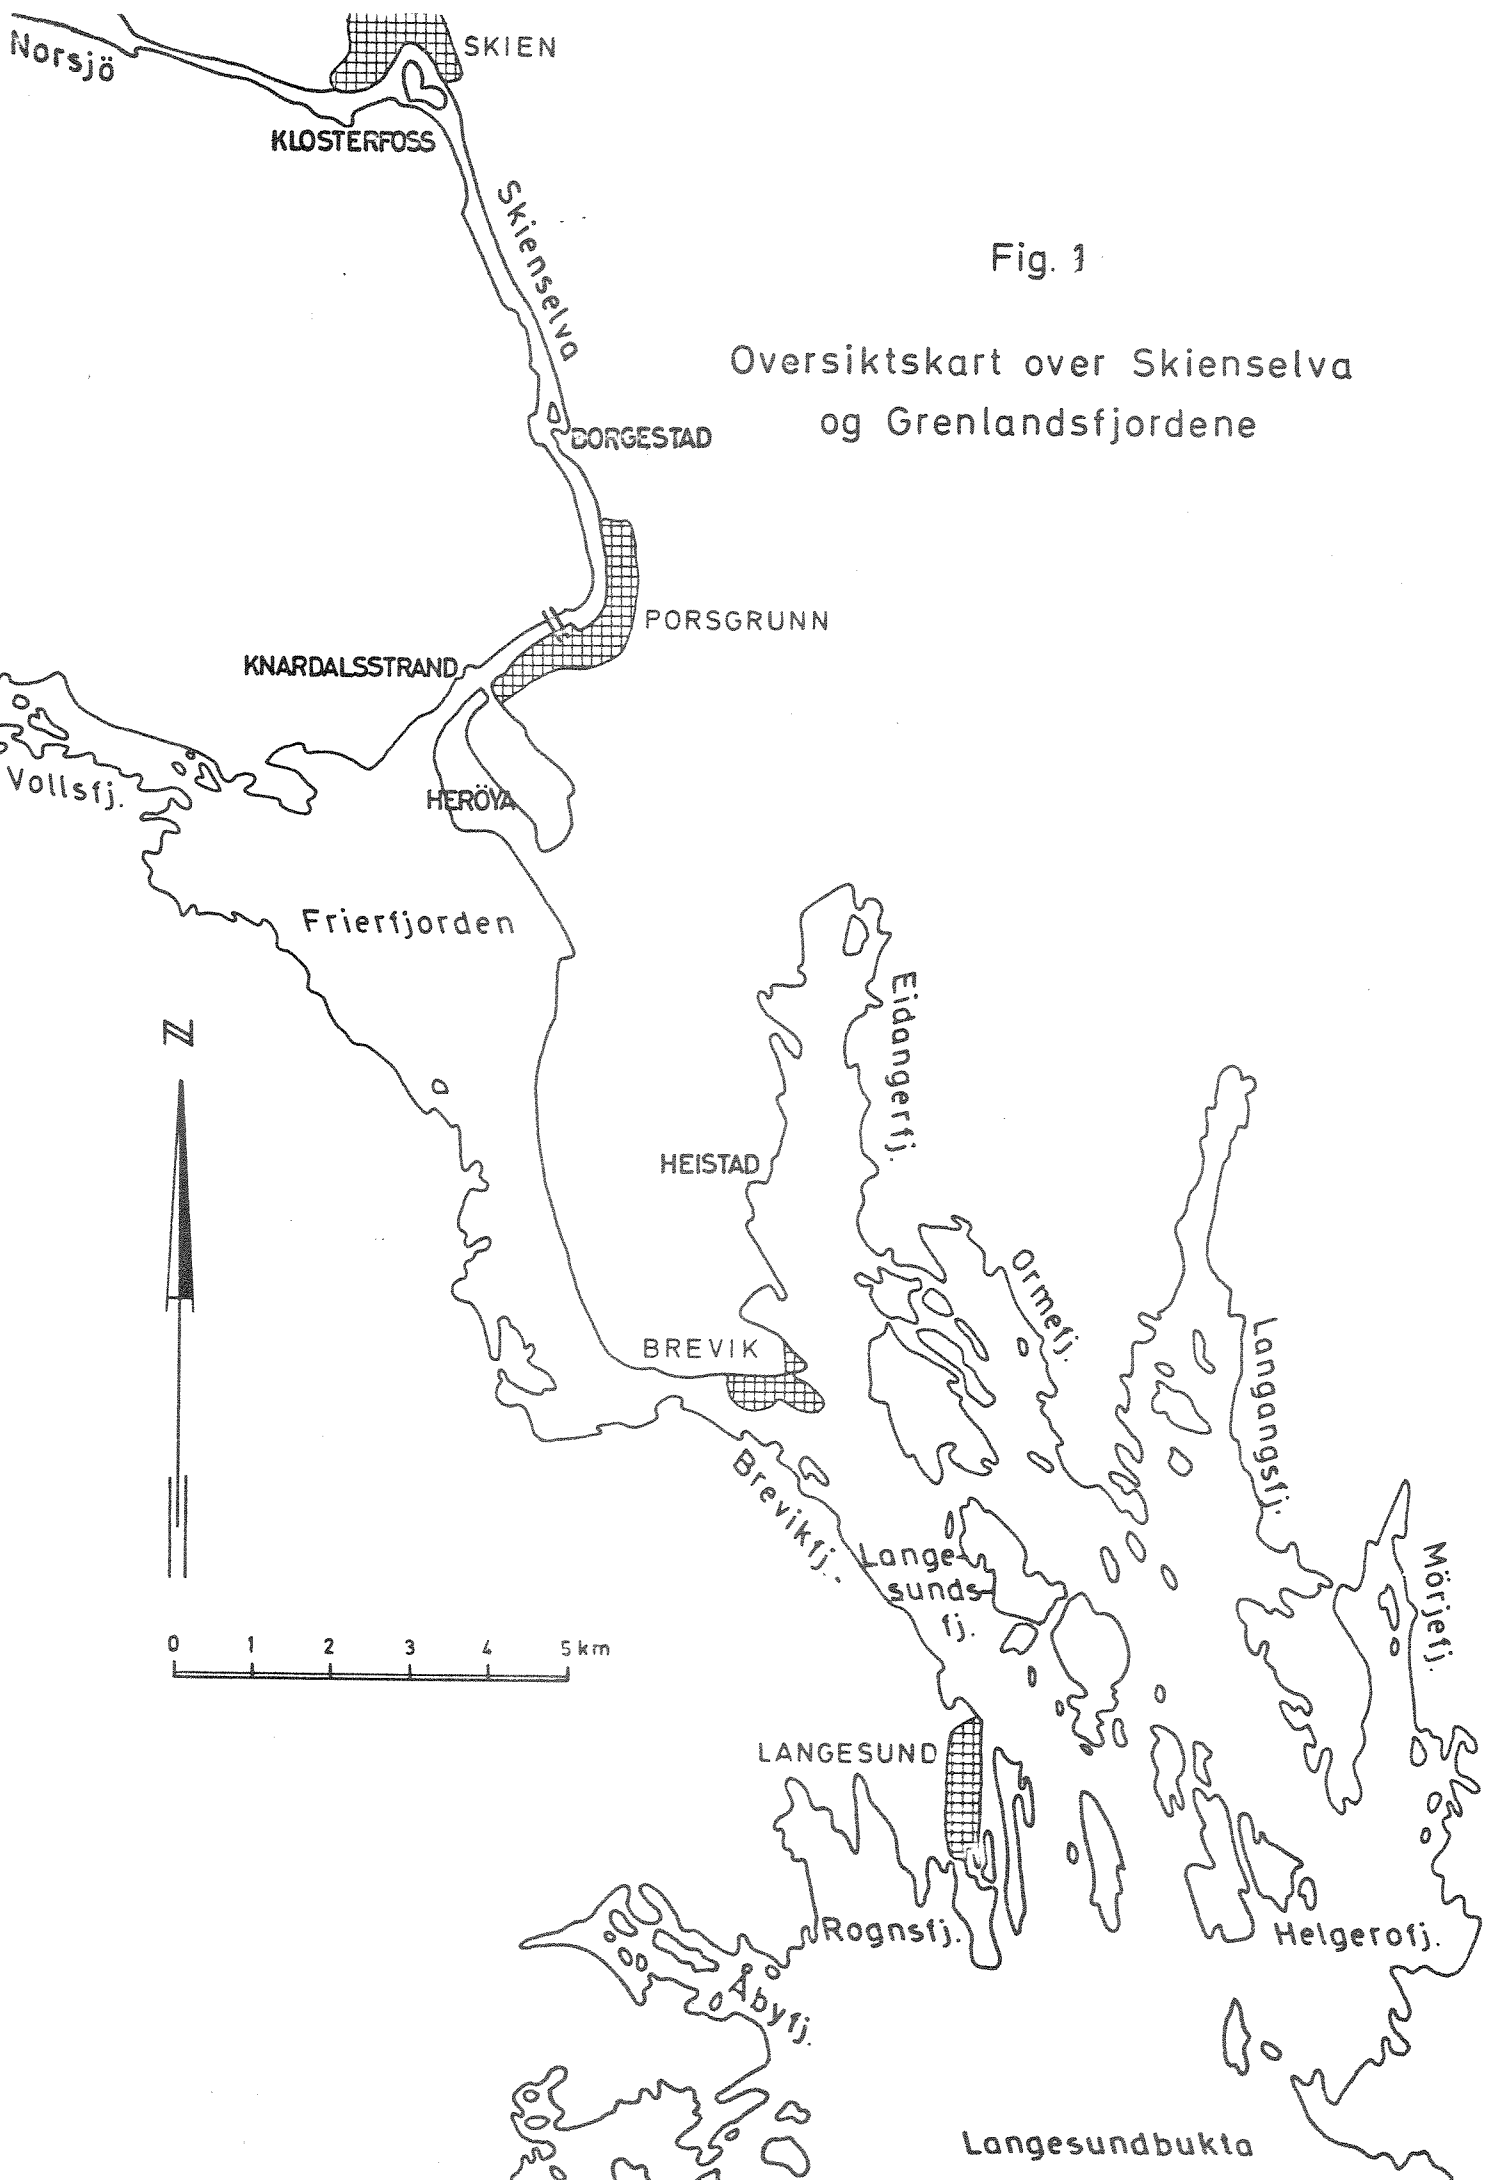 Norsjö
SKIEN
KLOSTERFOSS
Skienselva
Fig. 1
Oversiktskart over Skienselva
og Grenlandsfjordene
BORGESTAD
PORSGRUNN
KNARDALSSTRAND
Vollsfj.
HERÖYA
Frierfjorden
Eidangerfj.
N
HEISTAD
Ormefj.
Langangsfj.
BREVIK
Brevikfj.
Lange-
sunds-
fj.
Mörjefj.
0 1 2 3 4 5 km
LANGESUND
Rognsfj.
Helgerofj.
Åbyfj.
Langesundbukta